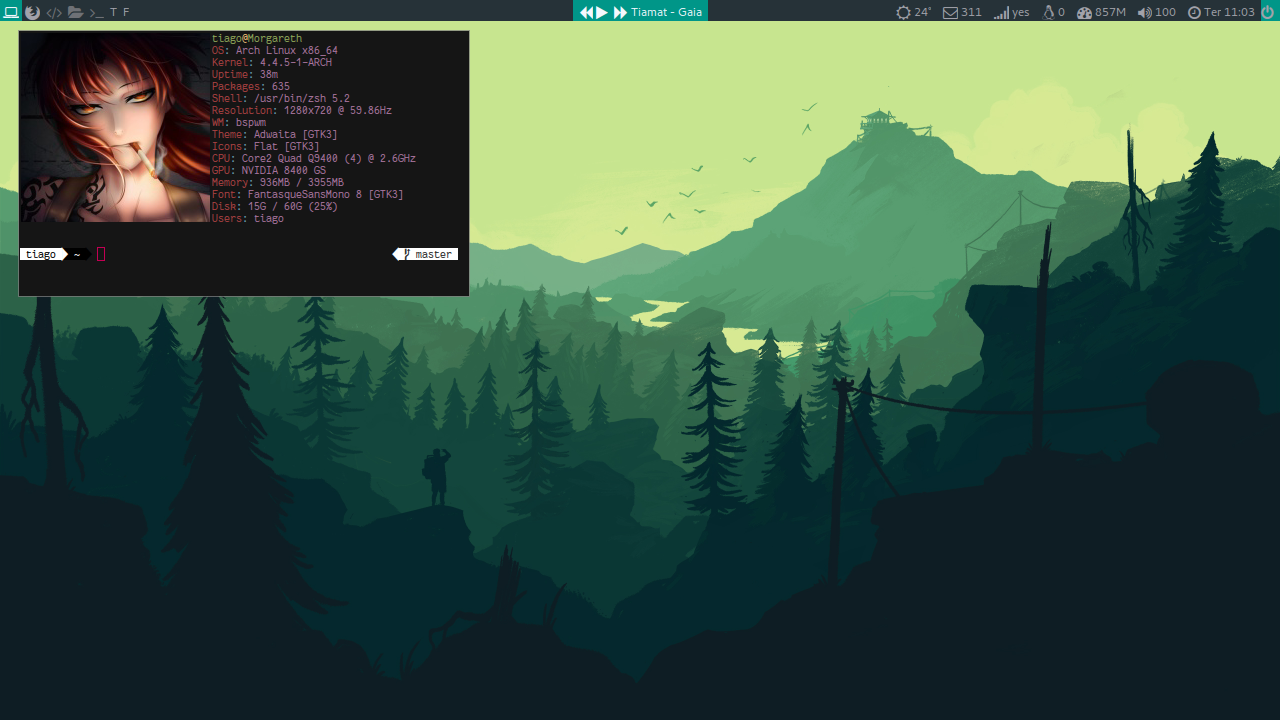 >_ T F
Tiamat - Gaia
24° 311 yes 0 857M 100 Ter 11:03
tiago@Morgareth
OS: Arch Linux x86_64
Kernel: 4.4.5-1-ARCH
Uptime: 38m
Packages: 635
Shell: /usr/bin/zsh 5.2
Resolution: 1280x720 @ 59.86Hz
WM: bspwm
Theme: Adwaita [GTK3]
Icons: Flat [GTK3]
CPU: Core2 Quad Q9400 (4) @ 2.6GHz
GPU: NVIDIA 8400 GS
Memory: 936MB / 3955MB
Font: FantasqueSansMono 8 [GTK3]
Disk: 15G / 60G (25%)
Users: tiago
tiago ~ master